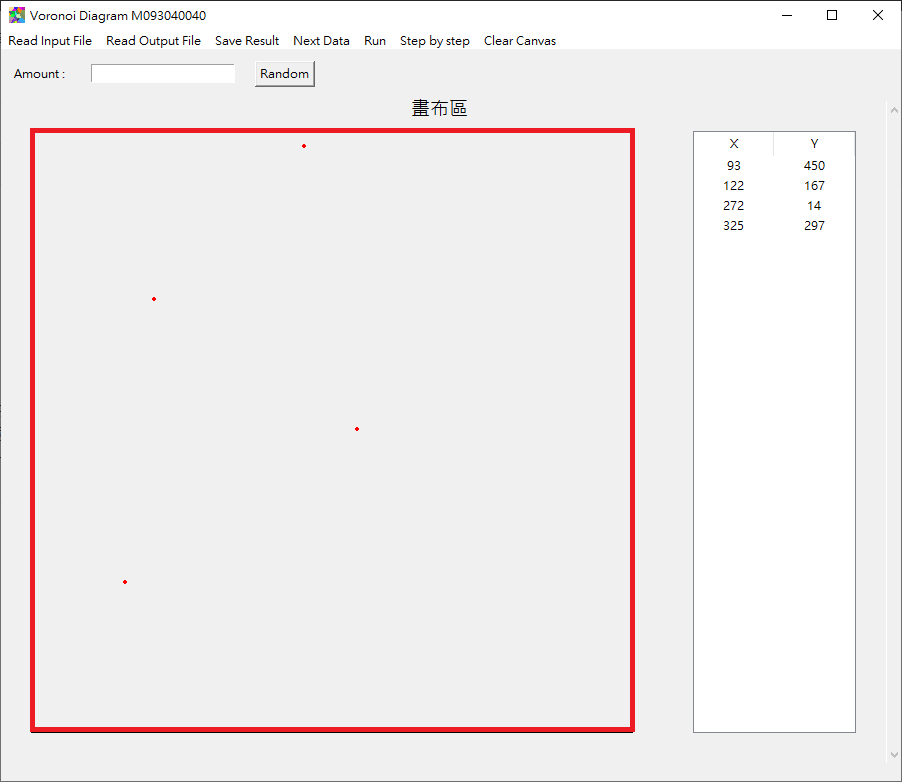 Voronoi Diagram M093040040
Read Input File Read Output File Save Result Next Data Run Step by step Clear Canvas
Amount : Random
畫布區
X Y
93 450
122 167
272 14
325 297